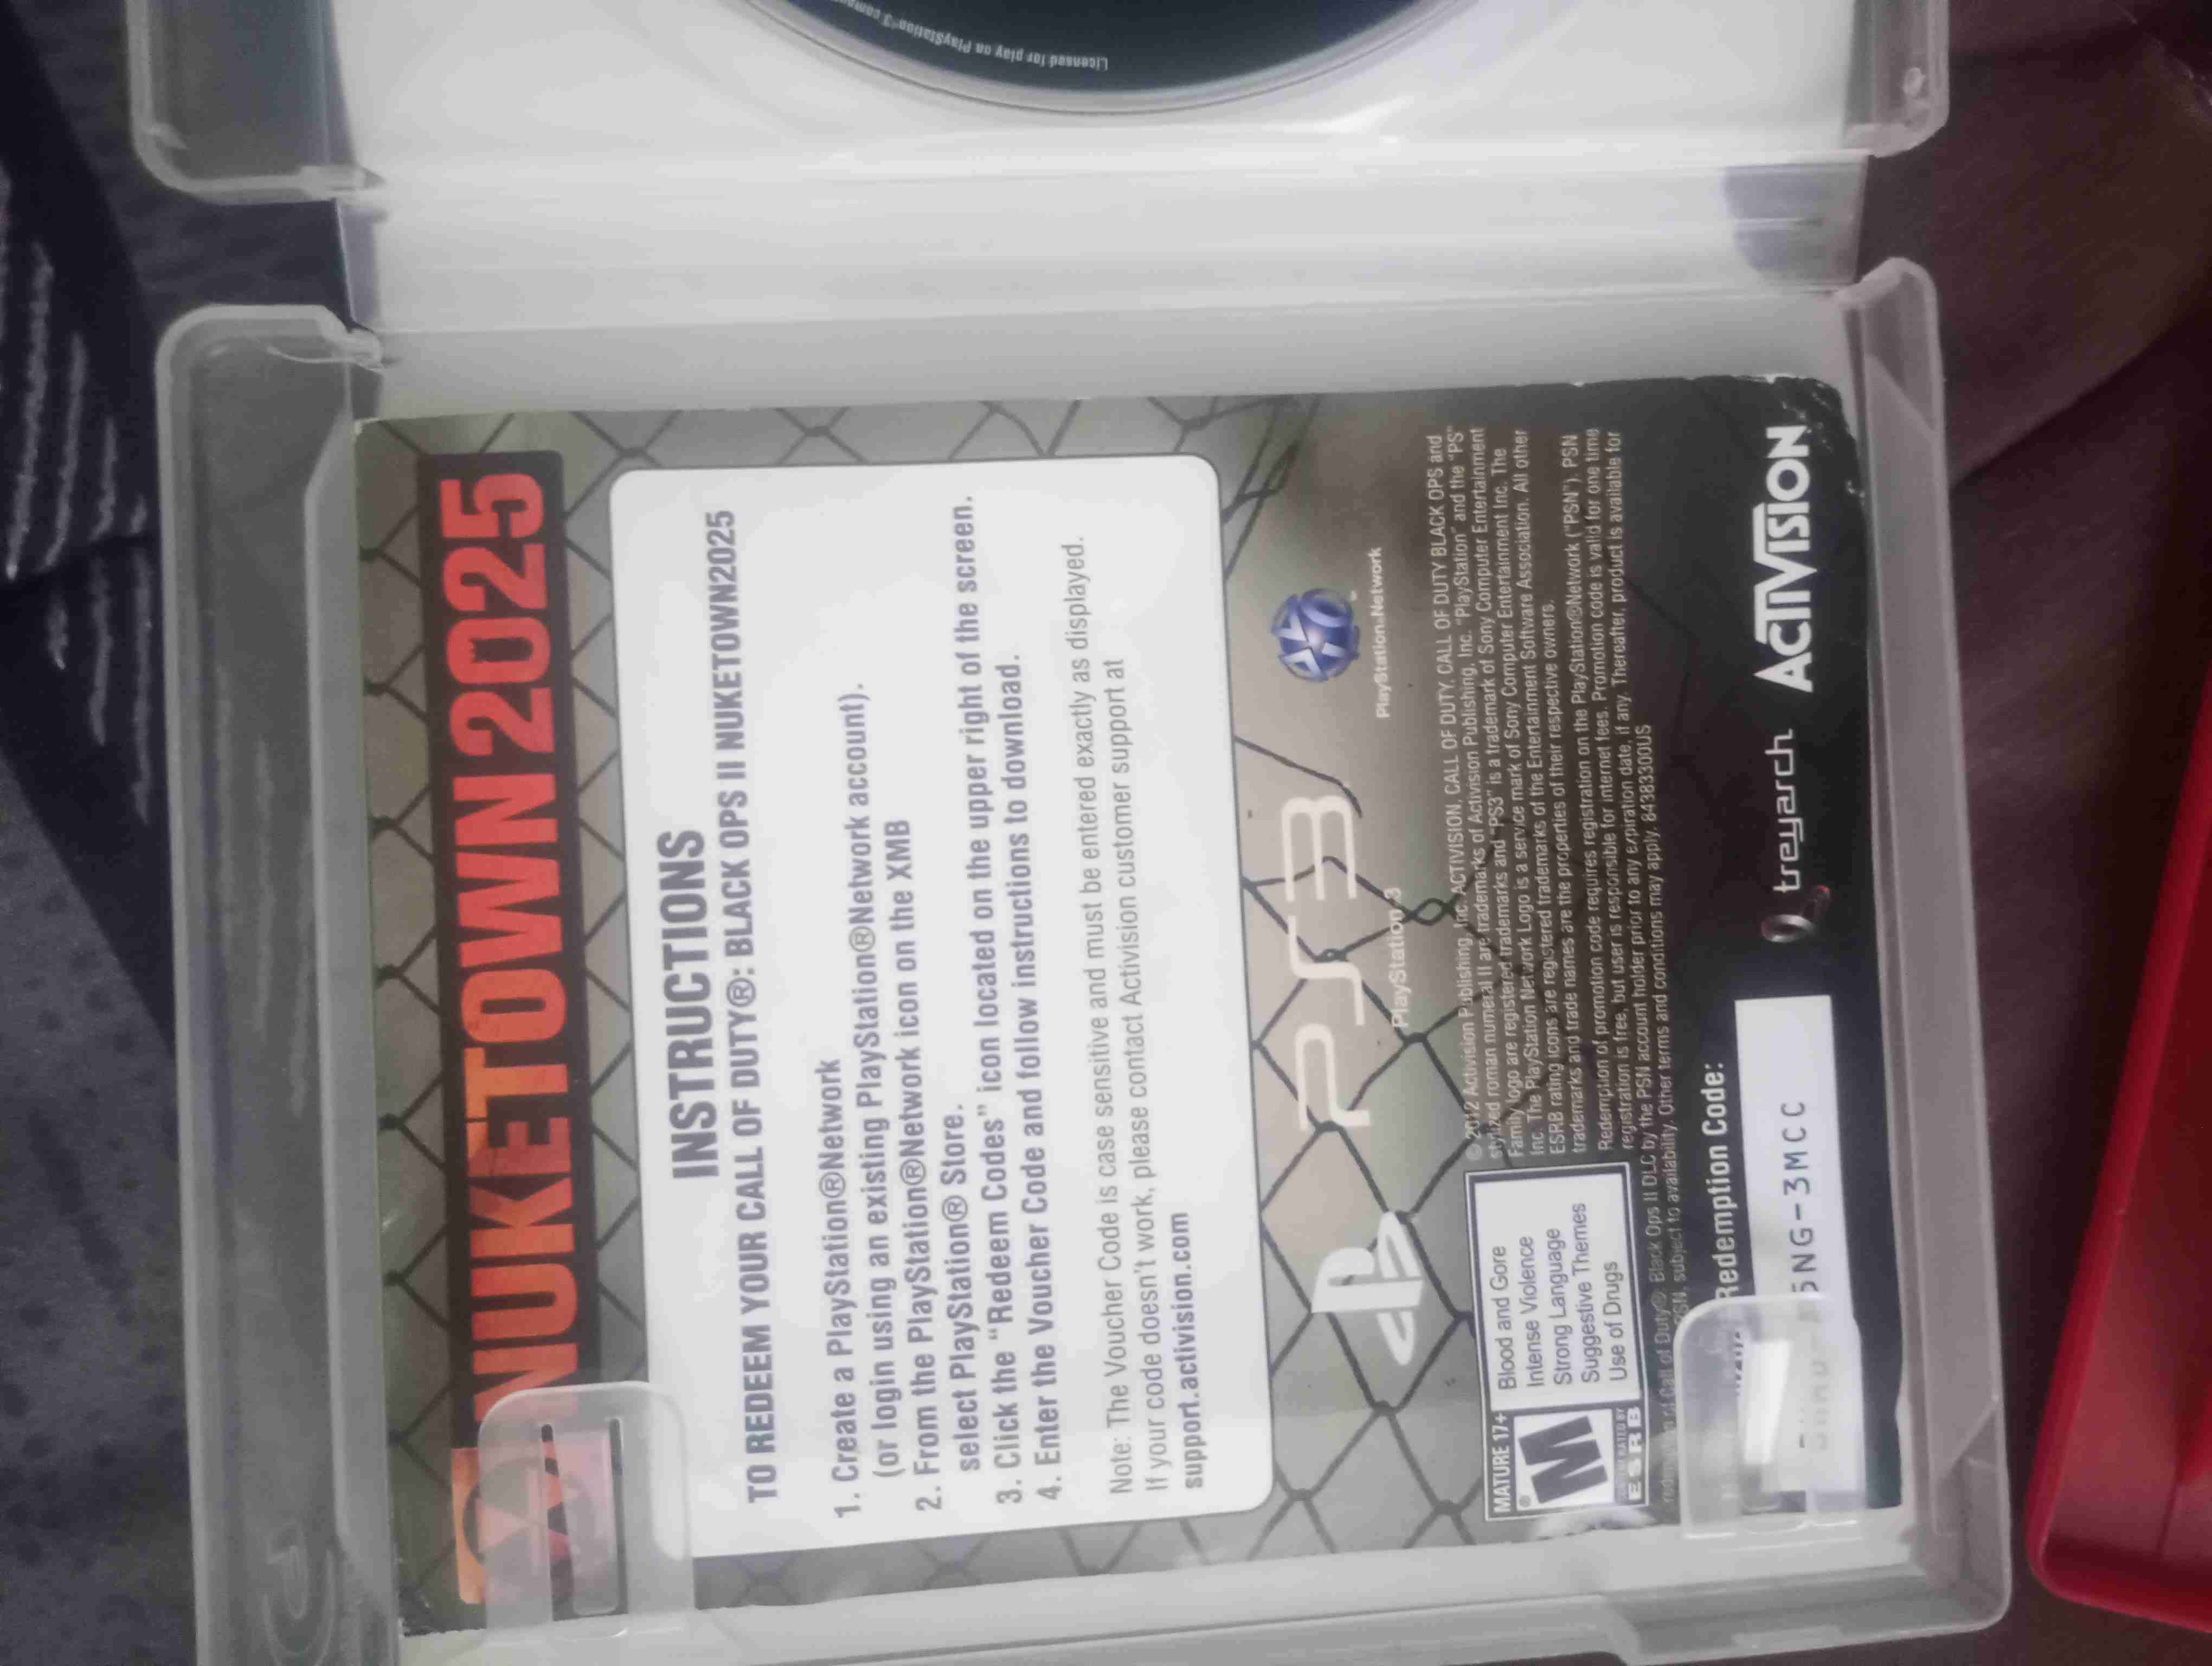 Licensed for play on PlayStation®3
NUKETOWN2025
INSTRUCTIONS
TO REDEEM YOUR CALL OF DUTY®: BLACK OPS II NUKETOWN2025
1. Create a PlayStation®Network
(or login using an existing PlayStation®Network account).
2. From the PlayStation®Network icon on the XMB
select PlayStation® Store.
3. Click the "Redeem Codes" icon located on the upper right of the screen.
4. Enter the Voucher Code and follow instructions to download.
Note: The Voucher Code is case sensitive and must be entered exactly as displayed.
If your code doesn't work, please contact Activision customer support at
support.activision.com
PS3
PlayStation 3
PlayStation®Network
MATURE 17+
M
RATED BY
ESRB
Blood and Gore
Intense Violence
Strong Language
Suggestive Themes
Use of Drugs
© 2012 Activision Publishing, Inc. ACTIVISION, CALL OF DUTY, CALL OF DUTY BLACK OPS and
stylized roman numeral II are trademarks of Activision Publishing, Inc. "PlayStation" and the "PS"
Family logo are registered trademarks and "PS3" is a trademark of Sony Computer Entertainment
Inc. The PlayStation Network Logo is a service mark of Sony Computer Entertainment Inc. The
ESRB rating icons are registered trademarks of the Entertainment Software Association. All other
trademarks and trade names are the properties of their respective owners.
Redemption of promotion code requires registration on the PlayStation®Network ("PSN"). PSN
registration is free, but user is responsible for internet fees. Promotion code is valid for one time
of Call of Duty® Black Ops II DLC by the PSN account holder prior to any expiration date, if any. Thereafter, product is available for
PSN, subject to availability. Other terms and conditions may apply. 84383300US
Redemption Code:
5NG-3MCC
treyarch
ACTIVISION